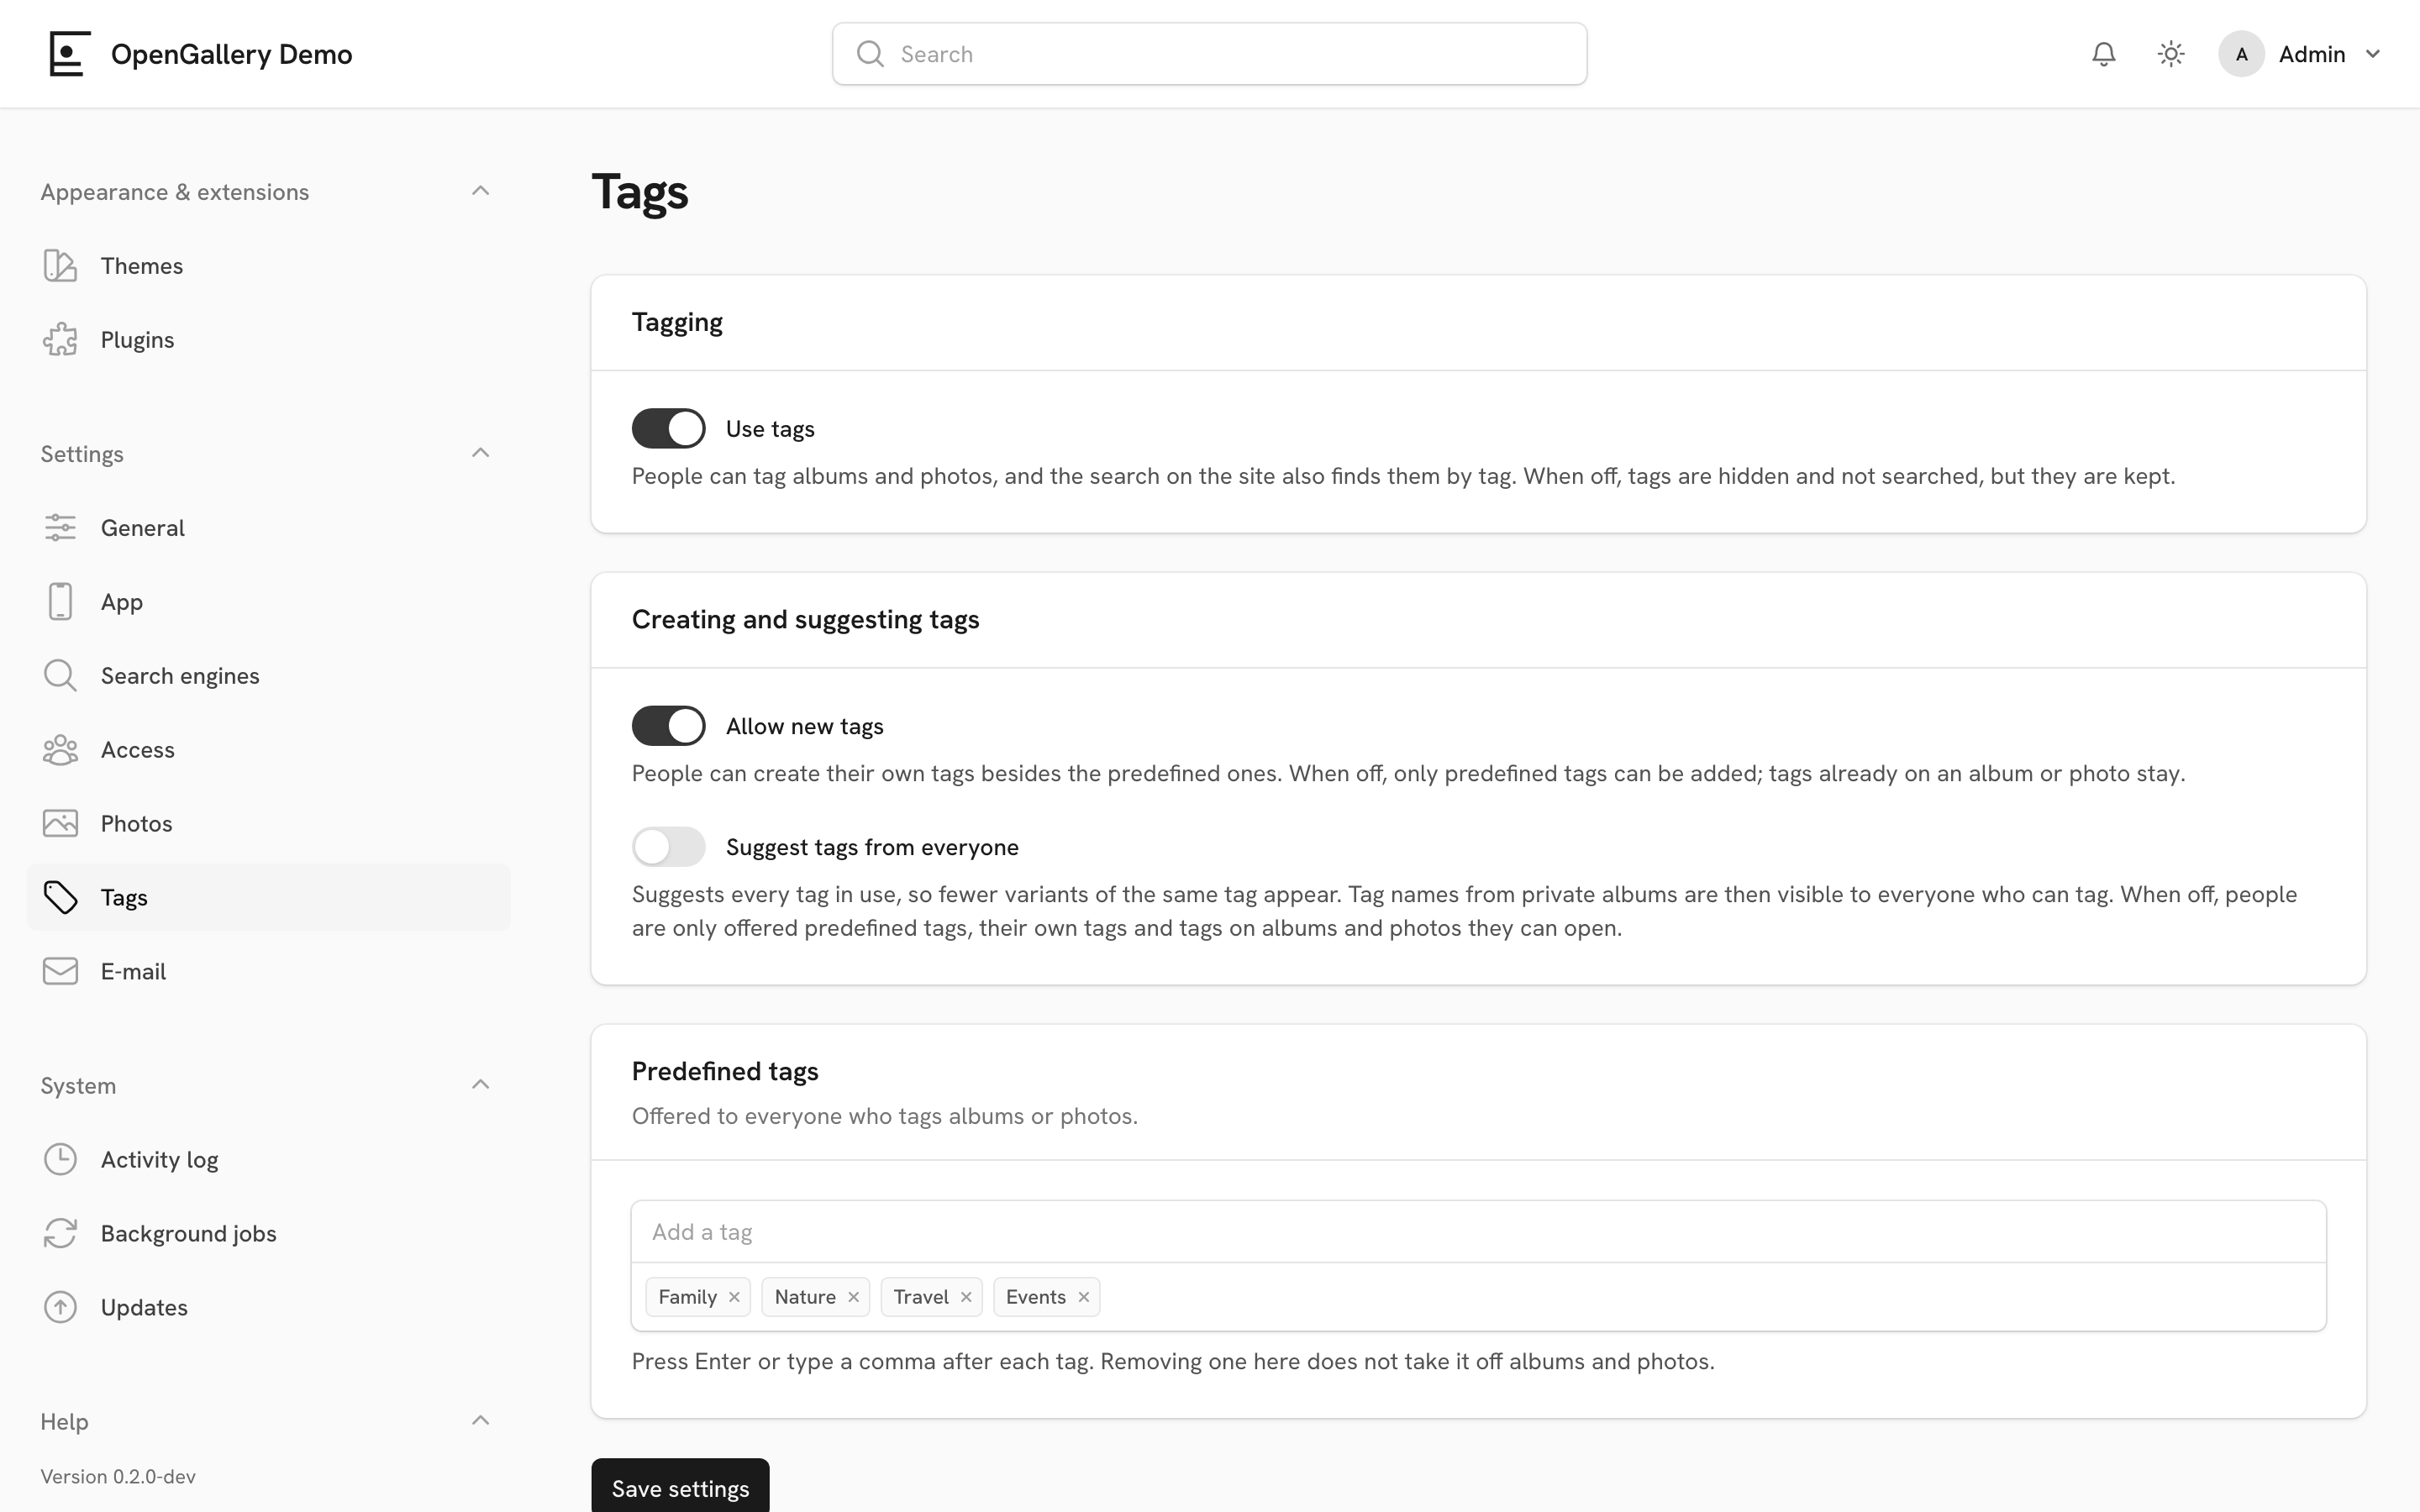 OpenGallery Demo
Search
A
Admin
Appearance & extensions
Themes
Plugins
Settings
General
App
Search engines
Access
Photos
Tags
E-mail
System
Activity log
Background jobs
Updates
Help
Version 0.2.0-dev
Tags
Tagging
Use tags
People can tag albums and photos, and the search on the site also finds them by tag. When off, tags are hidden and not searched, but they are kept.
Creating and suggesting tags
Allow new tags
People can create their own tags besides the predefined ones. When off, only predefined tags can be added; tags already on an album or photo stay.
Suggest tags from everyone
Suggests every tag in use, so fewer variants of the same tag appear. Tag names from private albums are then visible to everyone who can tag. When off, people
are only offered predefined tags, their own tags and tags on albums and photos they can open.
Predefined tags
Offered to everyone who tags albums or photos.
Add a tag
Family × Nature × Travel × Events ×
Press Enter or type a comma after each tag. Removing one here does not take it off albums and photos.
Save settings